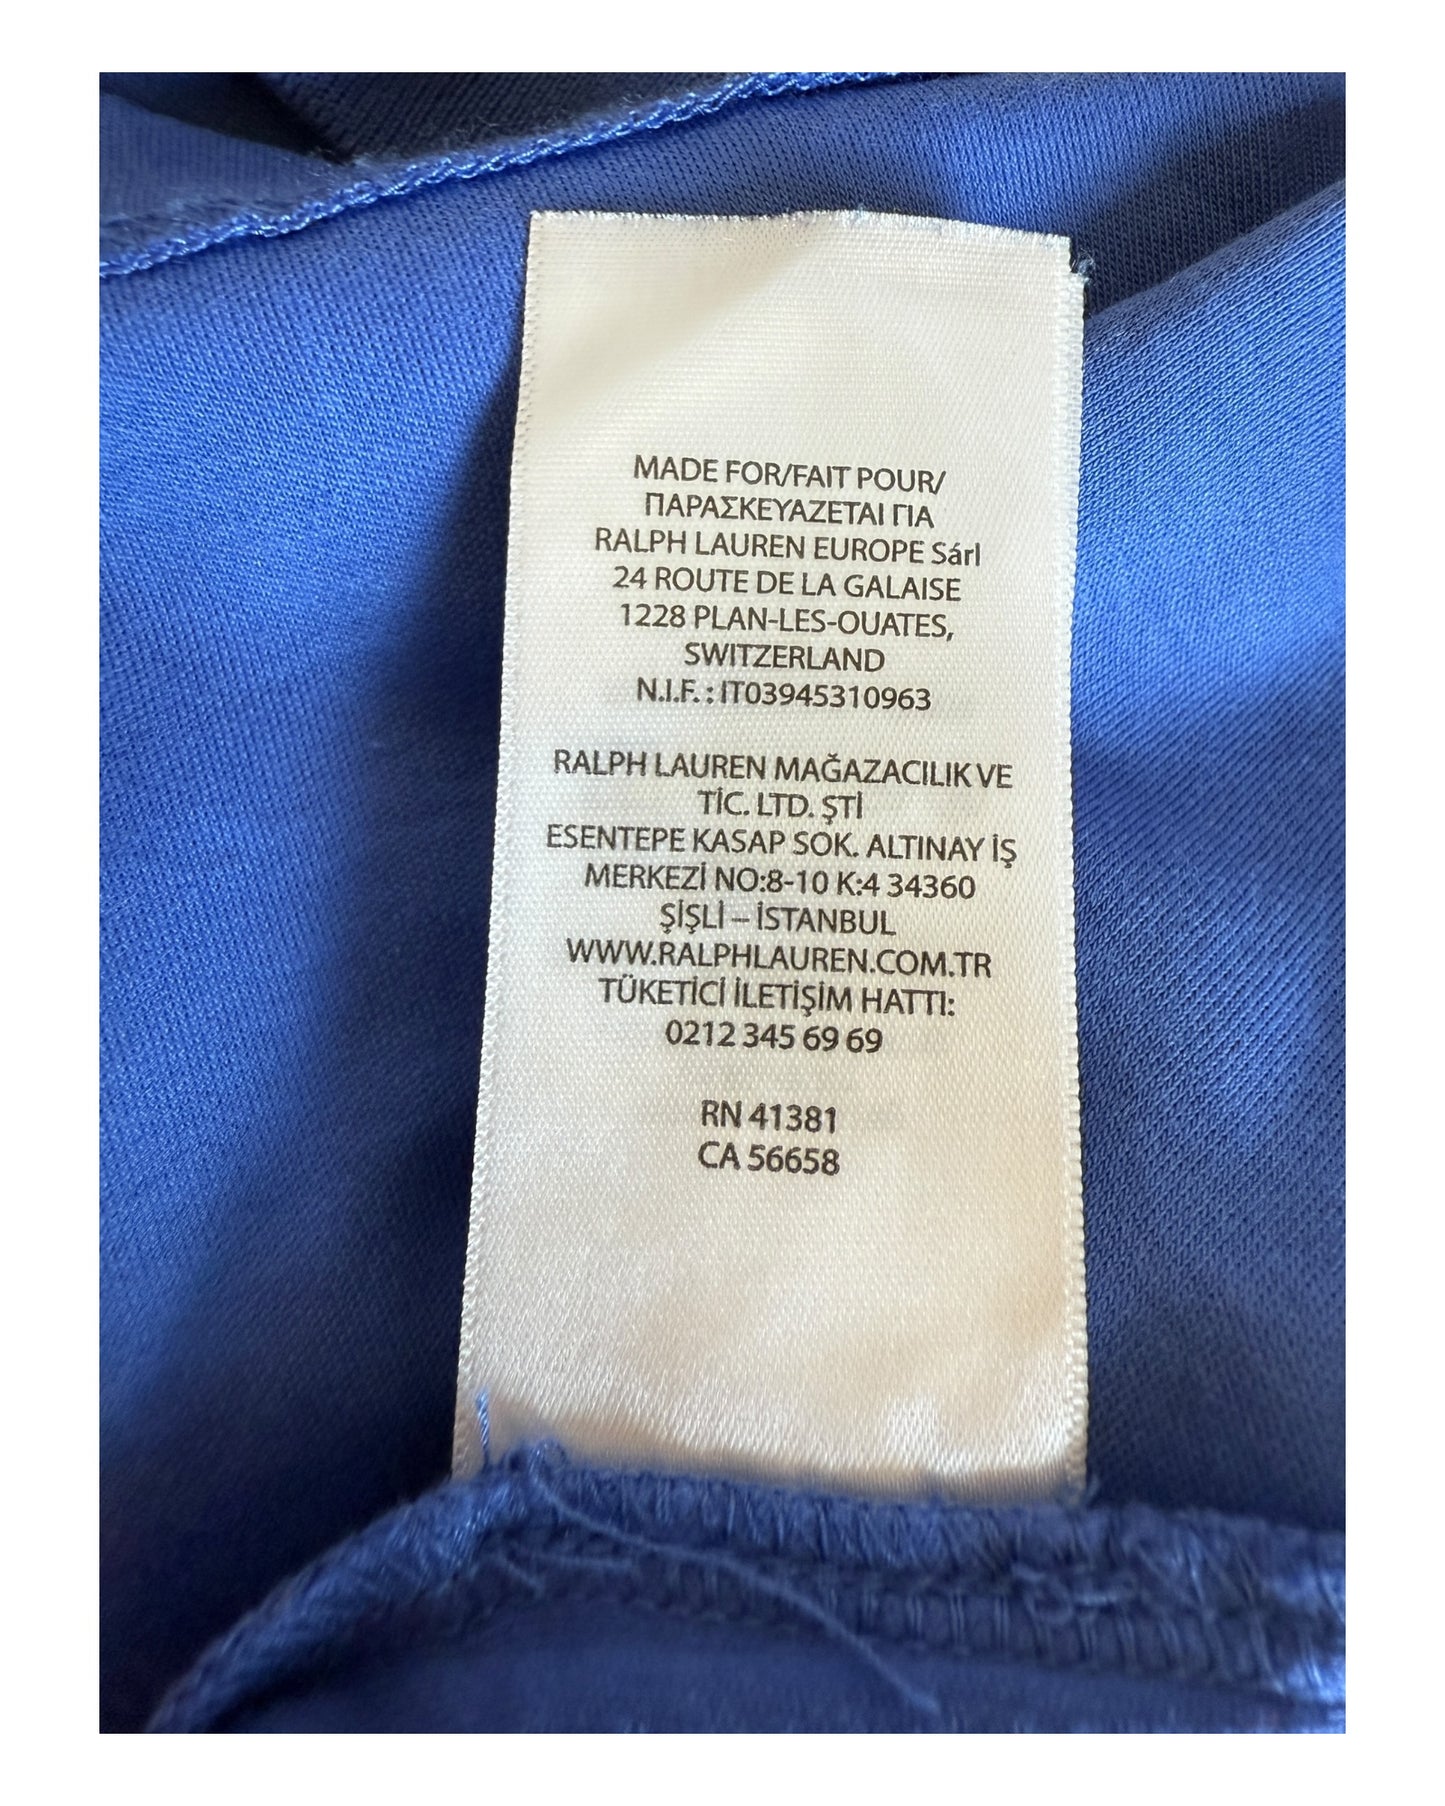 MADE FOR/FAIT POUR/
ΠΑΡΑΣΚΕΥΑΖΕΤΑΙ ΓΙΑ
RALPH LAUREN EUROPE Sárl
24 ROUTE DE LA GALAISE
1228 PLAN-LES-OUATES,
SWITZERLAND
N.I.F. : IT03945310963
RALPH LAUREN MAĞAZACILIK VE
TİC. LTD. ŞTİ
ESENTEPE KASAP SOK. ALTINAY İŞ
MERKEZİ NO:8-10 K:4 34360
ŞİŞLİ – İSTANBUL
WWW.RALPHLAUREN.COM.TR
TÜKETİCİ İLETİŞİM HATTI:
0212 345 69 69
RN 41381
CA 56658